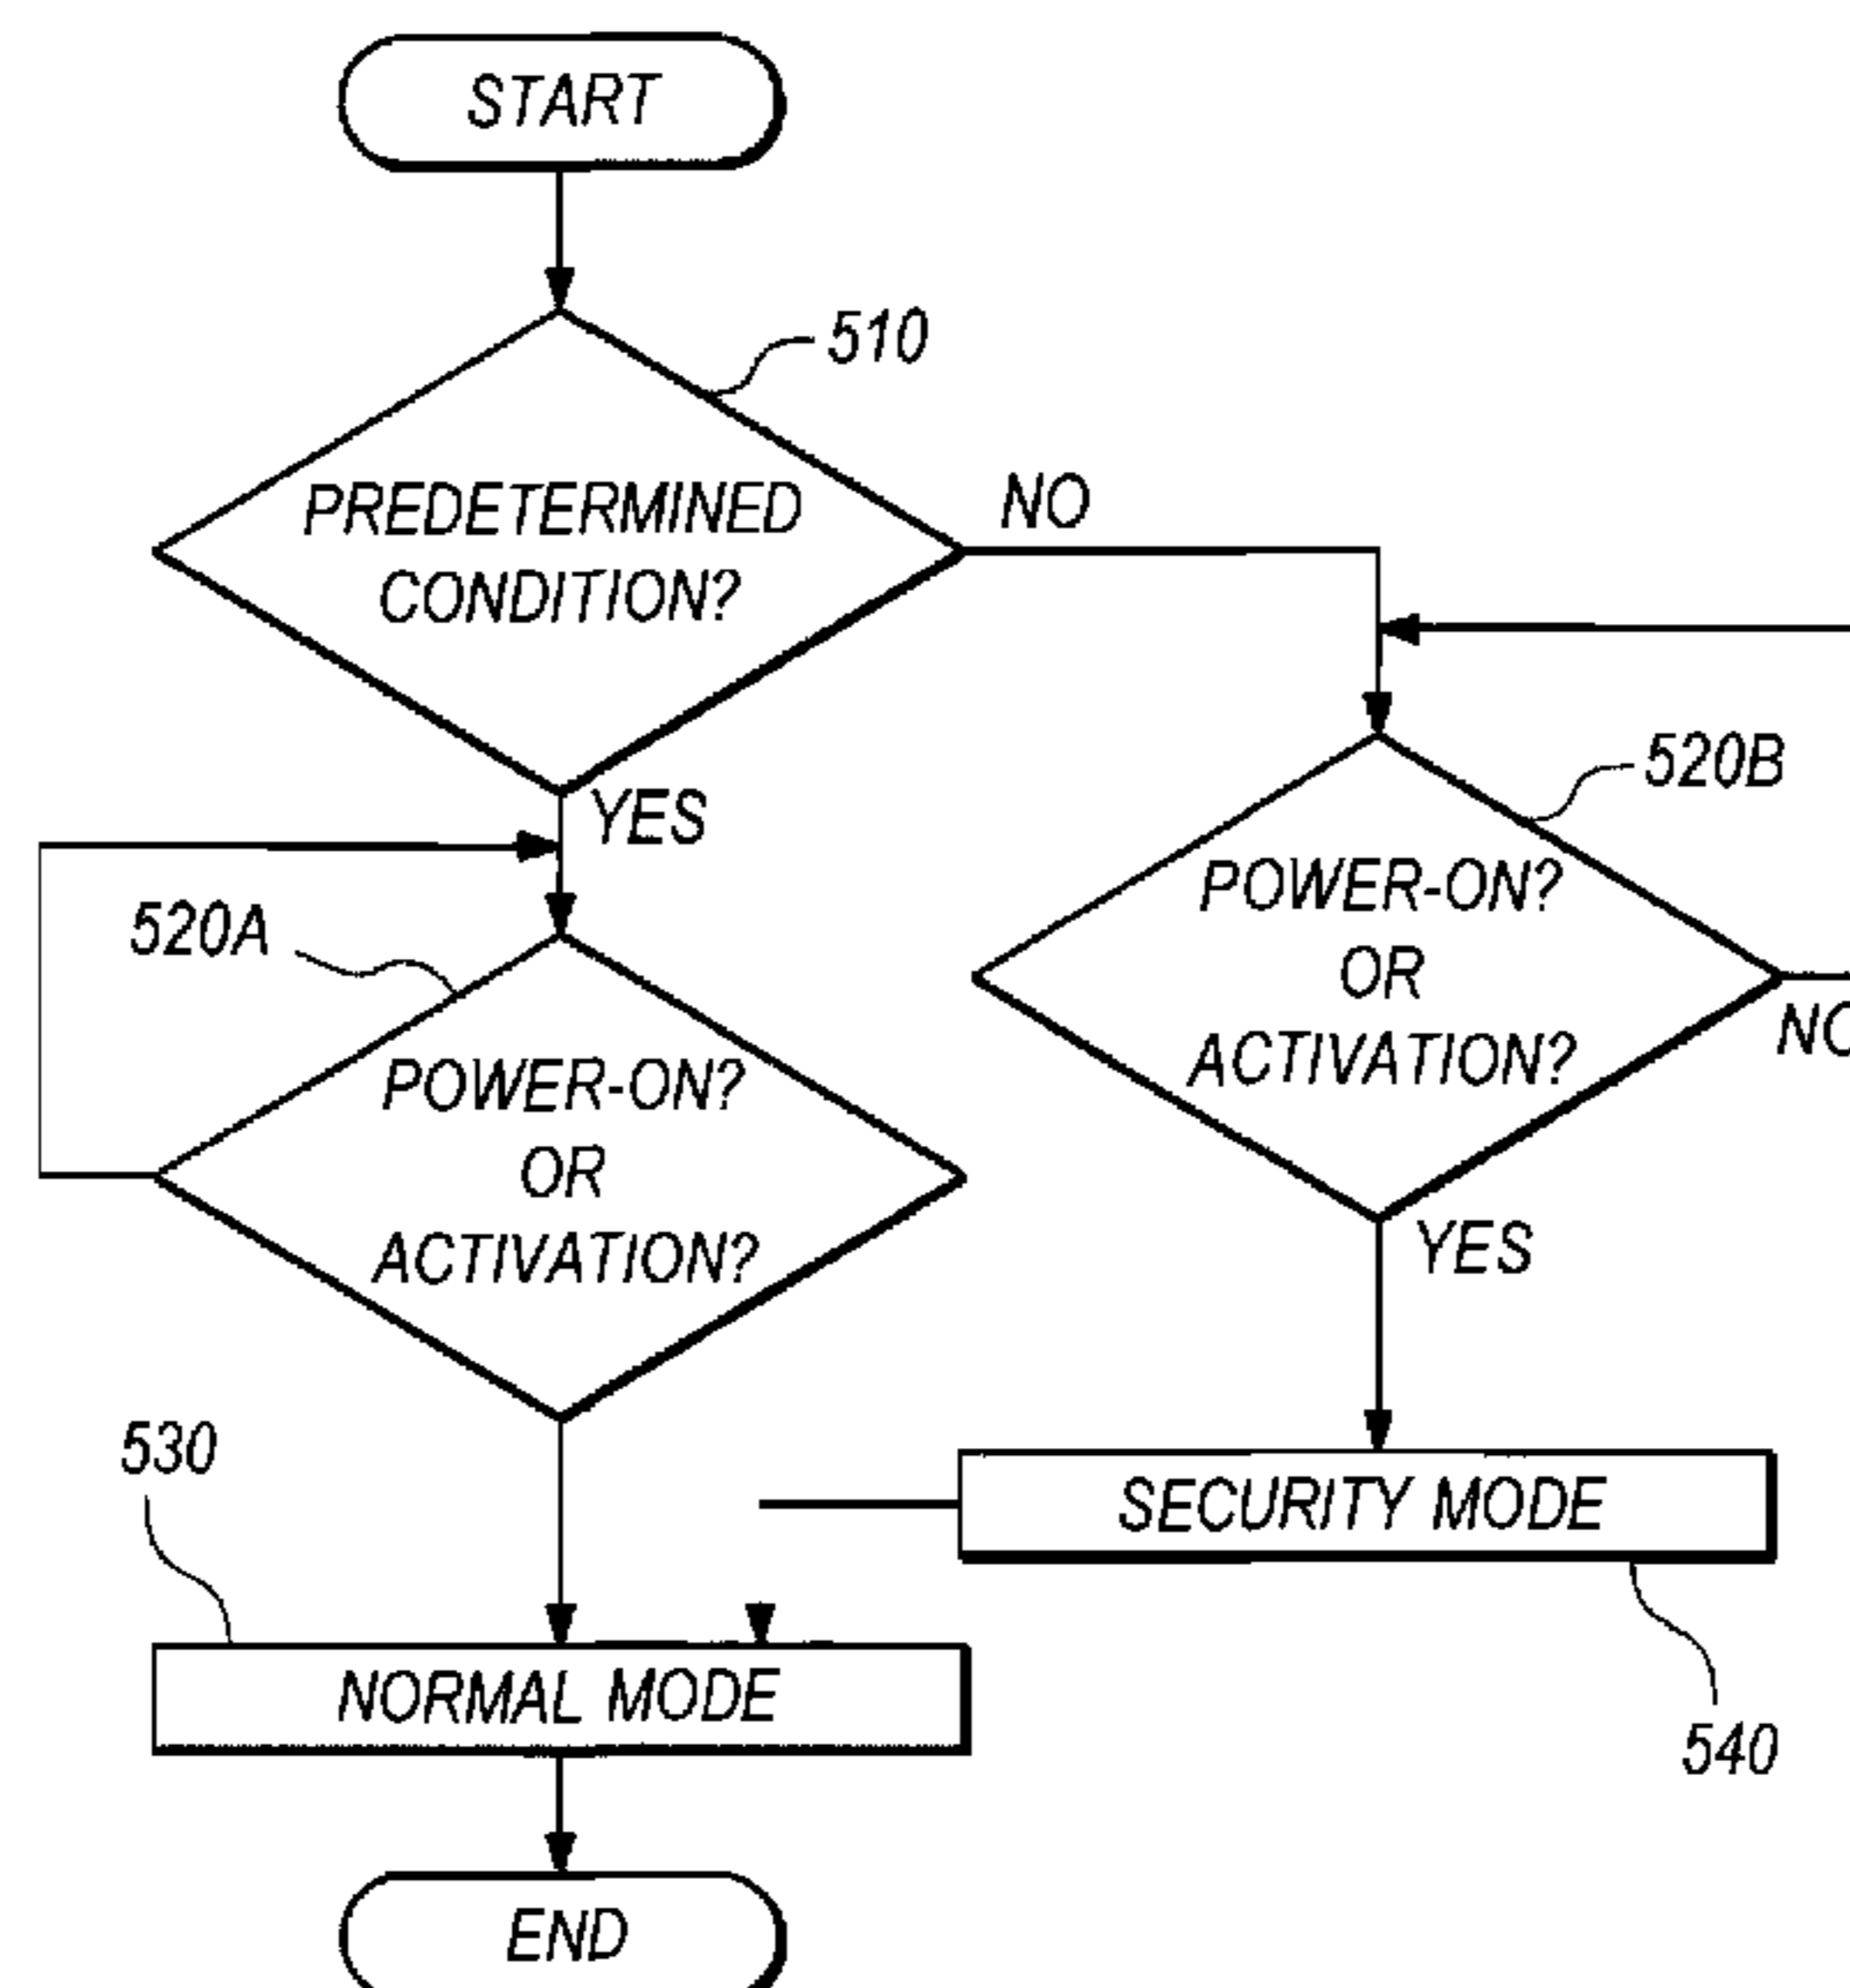 START
510
PREDETERMINED
CONDITION?
NO
YES
520A
POWER-ON?
OR
ACTIVATION?
520B
POWER-ON?
OR
ACTIVATION?
NO
YES
530
SECURITY MODE
NORMAL MODE
540
END